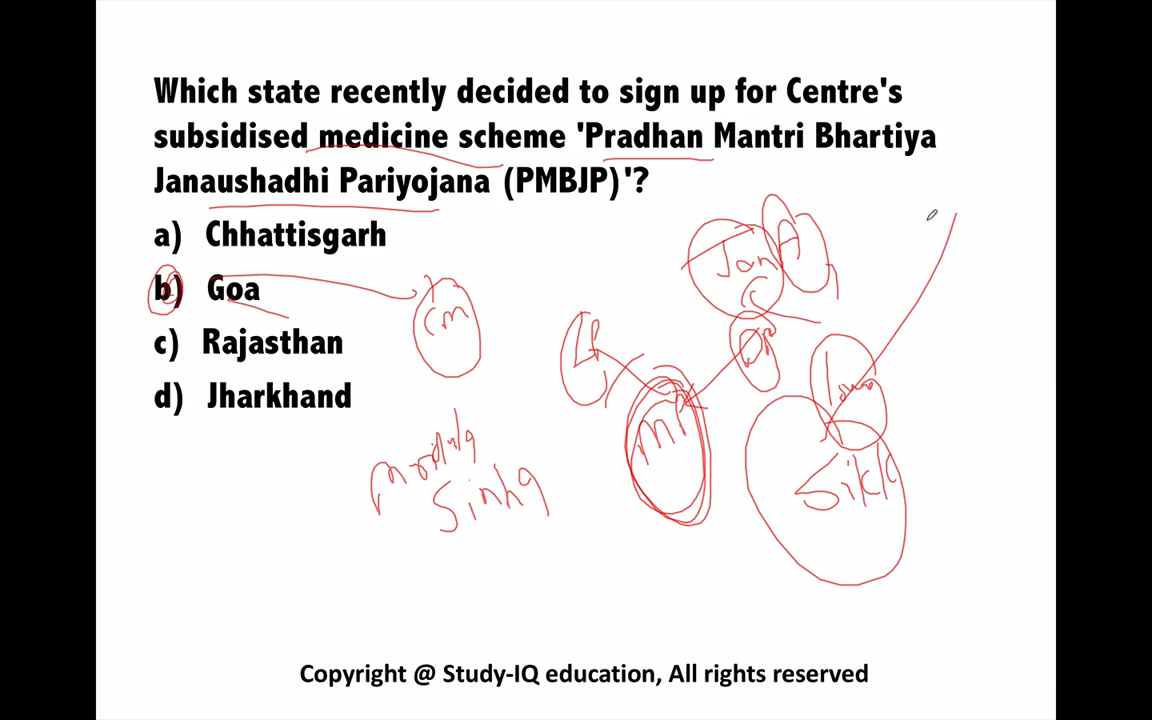 Which state recently decided to sign up for Centre's
subsidised medicine scheme 'Pradhan Mantri Bhartiya
Janaushadhi Pariyojana (PMBJP)'?
a) Chhattisgarh
b) Goa
c) Rajasthan
d) Jharkhand
Jan A
CM
Sinha
Copyright @ Study-IQ education, All rights reserved